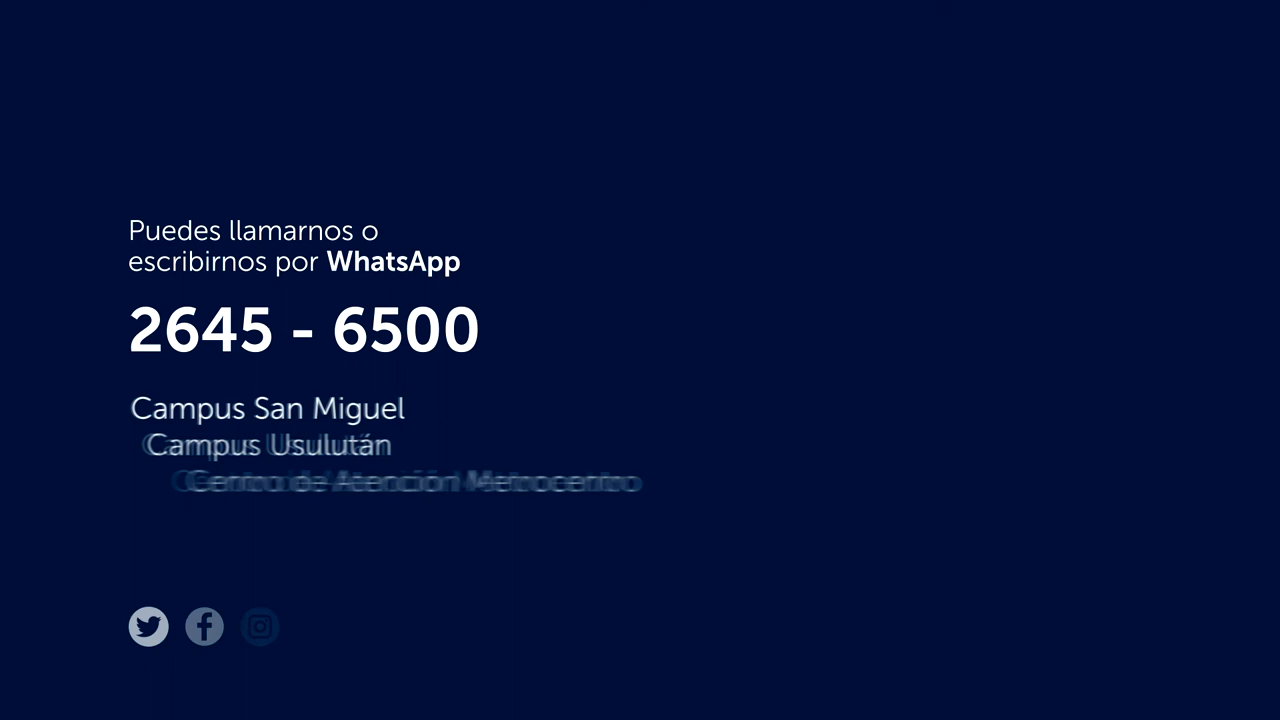 Puedes llamarnos o
escribirnos por WhatsApp
2645 - 6500
Campus San Miguel
Campus Usulután
Centro de Atención Metrocentro